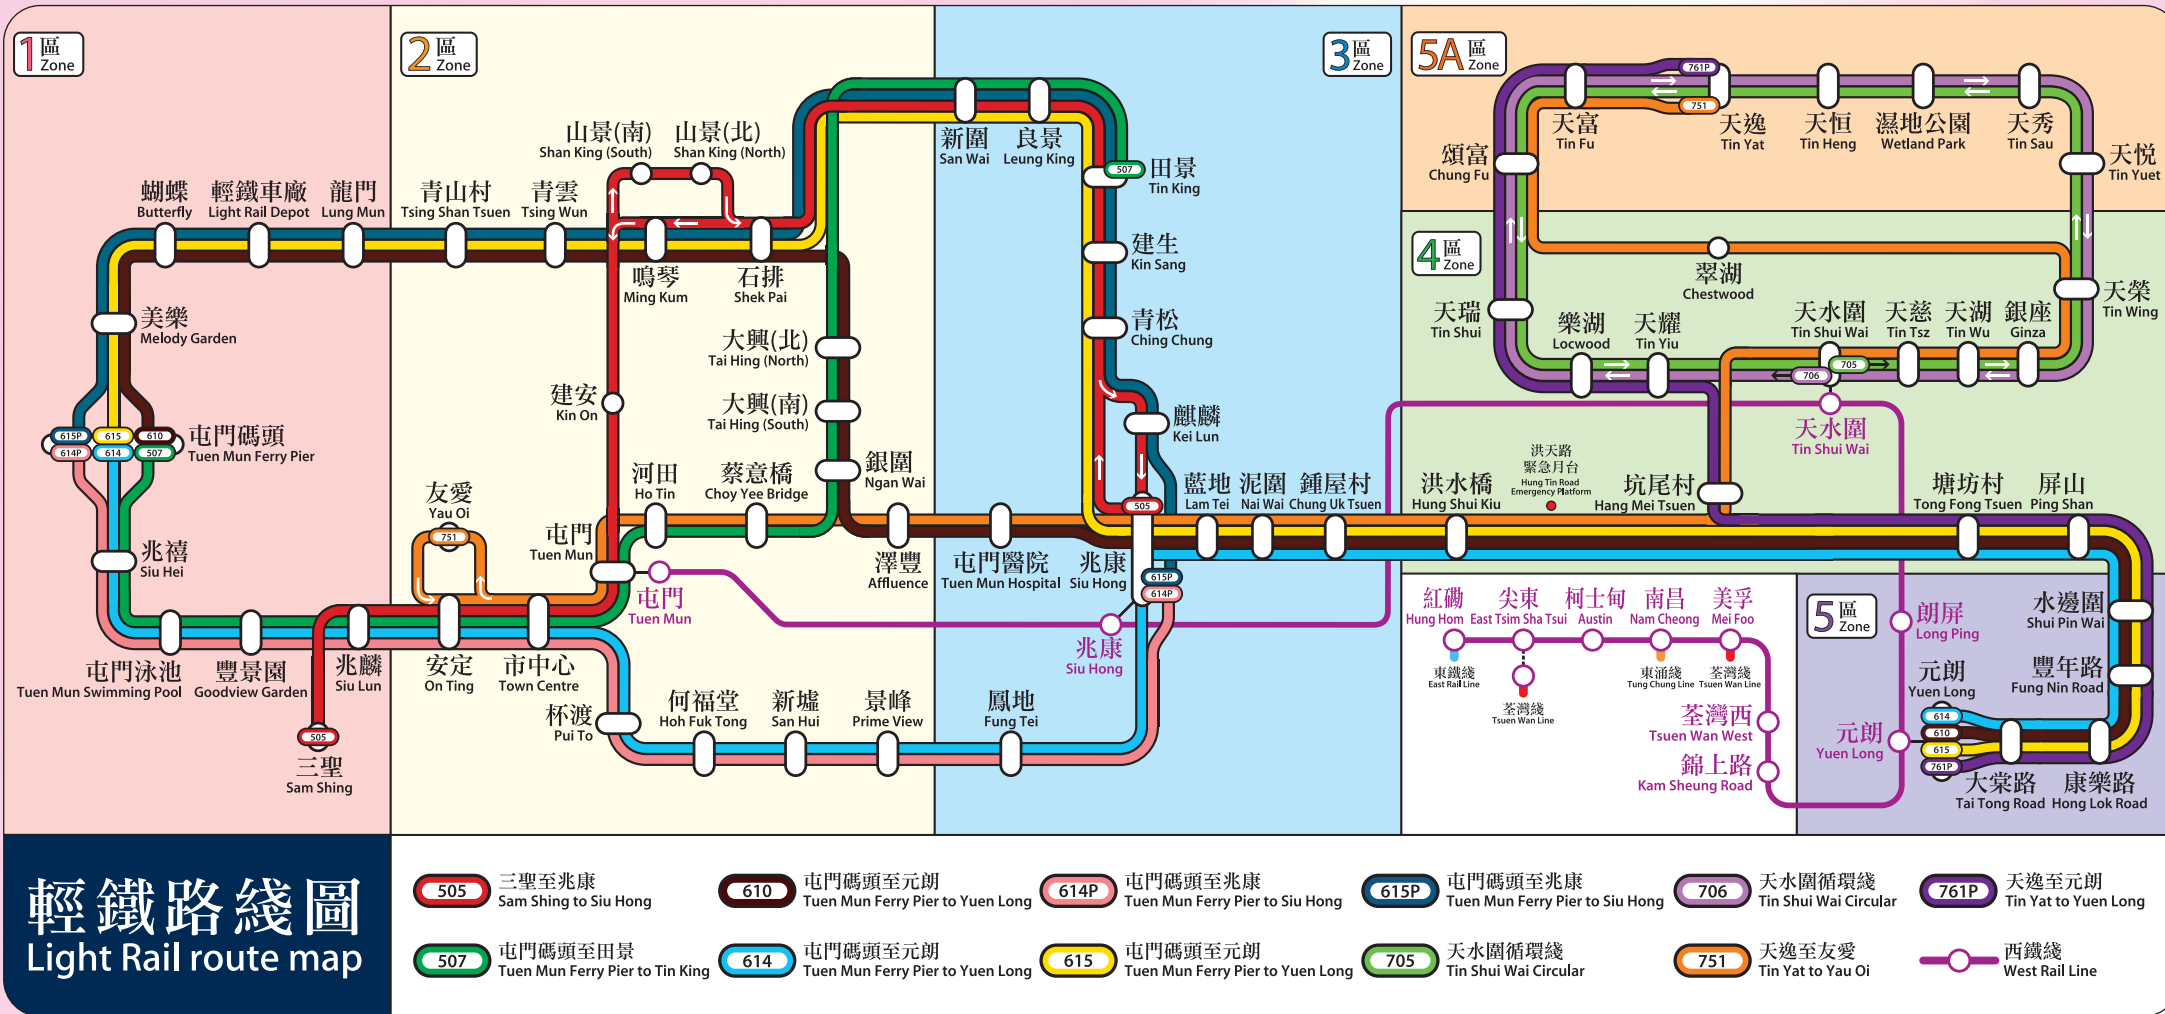 1區
Zone
2區
Zone
3區
Zone
5A區
Zone
4區
Zone
5區
Zone
蝴蝶
Butterfly
輕鐵車廠
Light Rail Depot
龍門
Lung Mun
青山村
Tsing Shan Tsuen
青雲
Tsing Wun
山景(南)
Shan King (South)
山景(北)
Shan King (North)
鳴琴
Ming Kum
石排
Shek Pai
新圍
San Wai
良景
Leung King
507
田景
Tin King
建生
Kin Sang
青松
Ching Chung
麒麟
Kei Lun
美樂
Melody Garden
615P
615
610
614P
614
507
屯門碼頭
Tuen Mun Ferry Pier
兆禧
Siu Hei
屯門泳池
Tuen Mun Swimming Pool
豐景園
Goodview Garden
兆麟
Siu Lun
505
三聖
Sam Shing
友愛
Yau Oi
751
安定
On Ting
市中心
Town Centre
屯門
Tuen Mun
屯門
Tuen Mun
建安
Kin On
大興(北)
Tai Hing (North)
大興(南)
Tai Hing (South)
銀圍
Ngan Wai
河田
Ho Tin
蔡意橋
Choy Yee Bridge
澤豐
Affluence
屯門醫院
Tuen Mun Hospital
兆康
Siu Hong
505
615P
614P
兆康
Siu Hong
杯渡
Pui To
何福堂
Hoh Fuk Tong
新墟
San Hui
景峰
Prime View
鳳地
Fung Tei
藍地
Lam Tei
泥圍
Nai Wai
鍾屋村
Chung Uk Tsuen
洪水橋
Hung Shui Kiu
洪天路
緊急月台
Hung Tin Road
Emergency Platform
坑尾村
Hang Mei Tsuen
塘坊村
Tong Fong Tsuen
屏山
Ping Shan
761P
751
天富
Tin Fu
天逸
Tin Yat
天恒
Tin Heng
濕地公園
Wetland Park
天秀
Tin Sau
頌富
Chung Fu
天悦
Tin Yuet
翠湖
Chestwood
天瑞
Tin Shui
樂湖
Locwood
天耀
Tin Yiu
天水圍
Tin Shui Wai
705
706
天慈
Tin Tsz
天湖
Tin Wu
銀座
Ginza
天榮
Tin Wing
天水圍
Tin Shui Wai
紅磡
Hung Hom
尖東
East Tsim Sha Tsui
柯士甸
Austin
南昌
Nam Cheong
美孚
Mei Foo
東鐵綫
East Rail Line
荃灣綫
Tsuen Wan Line
東涌綫
Tung Chung Line
荃灣綫
Tsuen Wan Line
荃灣西
Tsuen Wan West
錦上路
Kam Sheung Road
朗屏
Long Ping
元朗
Yuen Long
元朗
Yuen Long
614
610
615
761P
水邊圍
Shui Pin Wai
豐年路
Fung Nin Road
大棠路
Tai Tong Road
康樂路
Hong Lok Road
輕鐵路綫圖
Light Rail route map
505 三聖至兆康
Sam Shing to Siu Hong
610 屯門碼頭至元朗
Tuen Mun Ferry Pier to Yuen Long
614P 屯門碼頭至兆康
Tuen Mun Ferry Pier to Siu Hong
615P 屯門碼頭至兆康
Tuen Mun Ferry Pier to Siu Hong
706 天水圍循環綫
Tin Shui Wai Circular
761P 天逸至元朗
Tin Yat to Yuen Long
507 屯門碼頭至田景
Tuen Mun Ferry Pier to Tin King
614 屯門碼頭至元朗
Tuen Mun Ferry Pier to Yuen Long
615 屯門碼頭至元朗
Tuen Mun Ferry Pier to Yuen Long
705 天水圍循環綫
Tin Shui Wai Circular
751 天逸至友愛
Tin Yat to Yau Oi
西鐵綫
West Rail Line